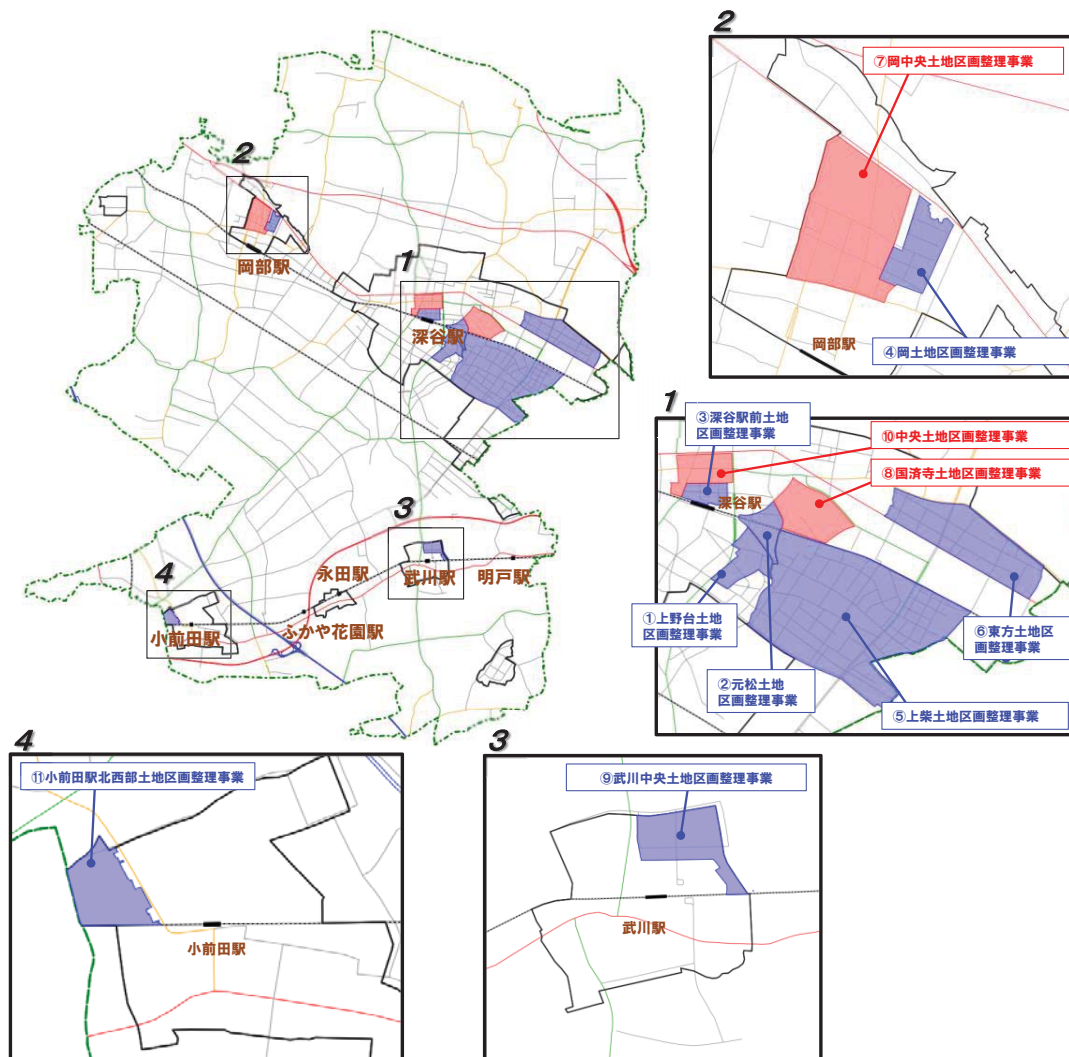 2
岡部駅
1
深谷駅
3
武川駅
明戸駅
永田駅
ふかや花園駅
4
小前田駅
2
⑦岡中央土地区画整理事業
岡部駅
④岡土地区画整理事業
1
③深谷駅前土地
区画整理事業
⑩中央土地区画整理事業
⑧国済寺土地区画整理事業
深谷駅
①上野台土地
区画整理事業
②元松土地
区画整理事業
⑥東方土地区
画整理事業
⑤上柴土地区画整理事業
4
⑪小前田駅北西部土地区画整理事業
小前田駅
3
⑨武川中央土地区画整理事業
武川駅